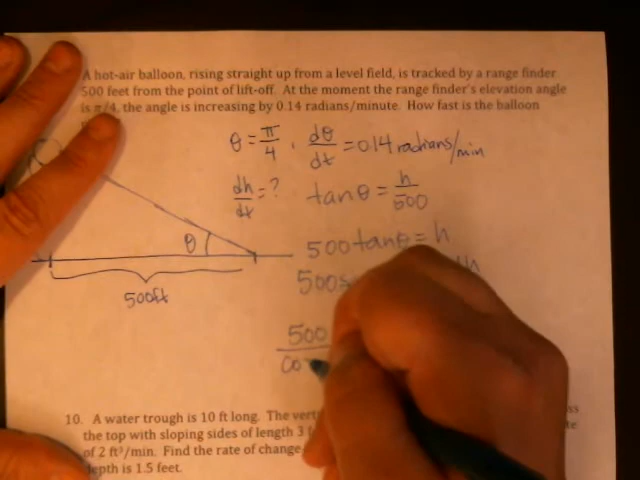 A hot-air balloon, rising straight up from a level field, is tracked by a range finder
500 feet from the point of lift-off. At the moment the range finder's elevation angle
is π/4, the angle is increasing by 0.14 radians/minute. How fast is the balloon
θ = π/4 , dθ/dt = 0.14 radians/min
dh/dt = ? tanθ = h/500
500tanθ = h
500
θ
500ft
500
10. A water trough is 10 ft long. The
the top with sloping sides of length 3
of 2 ft³/min. Find the rate of change
depth is 1.5 feet.